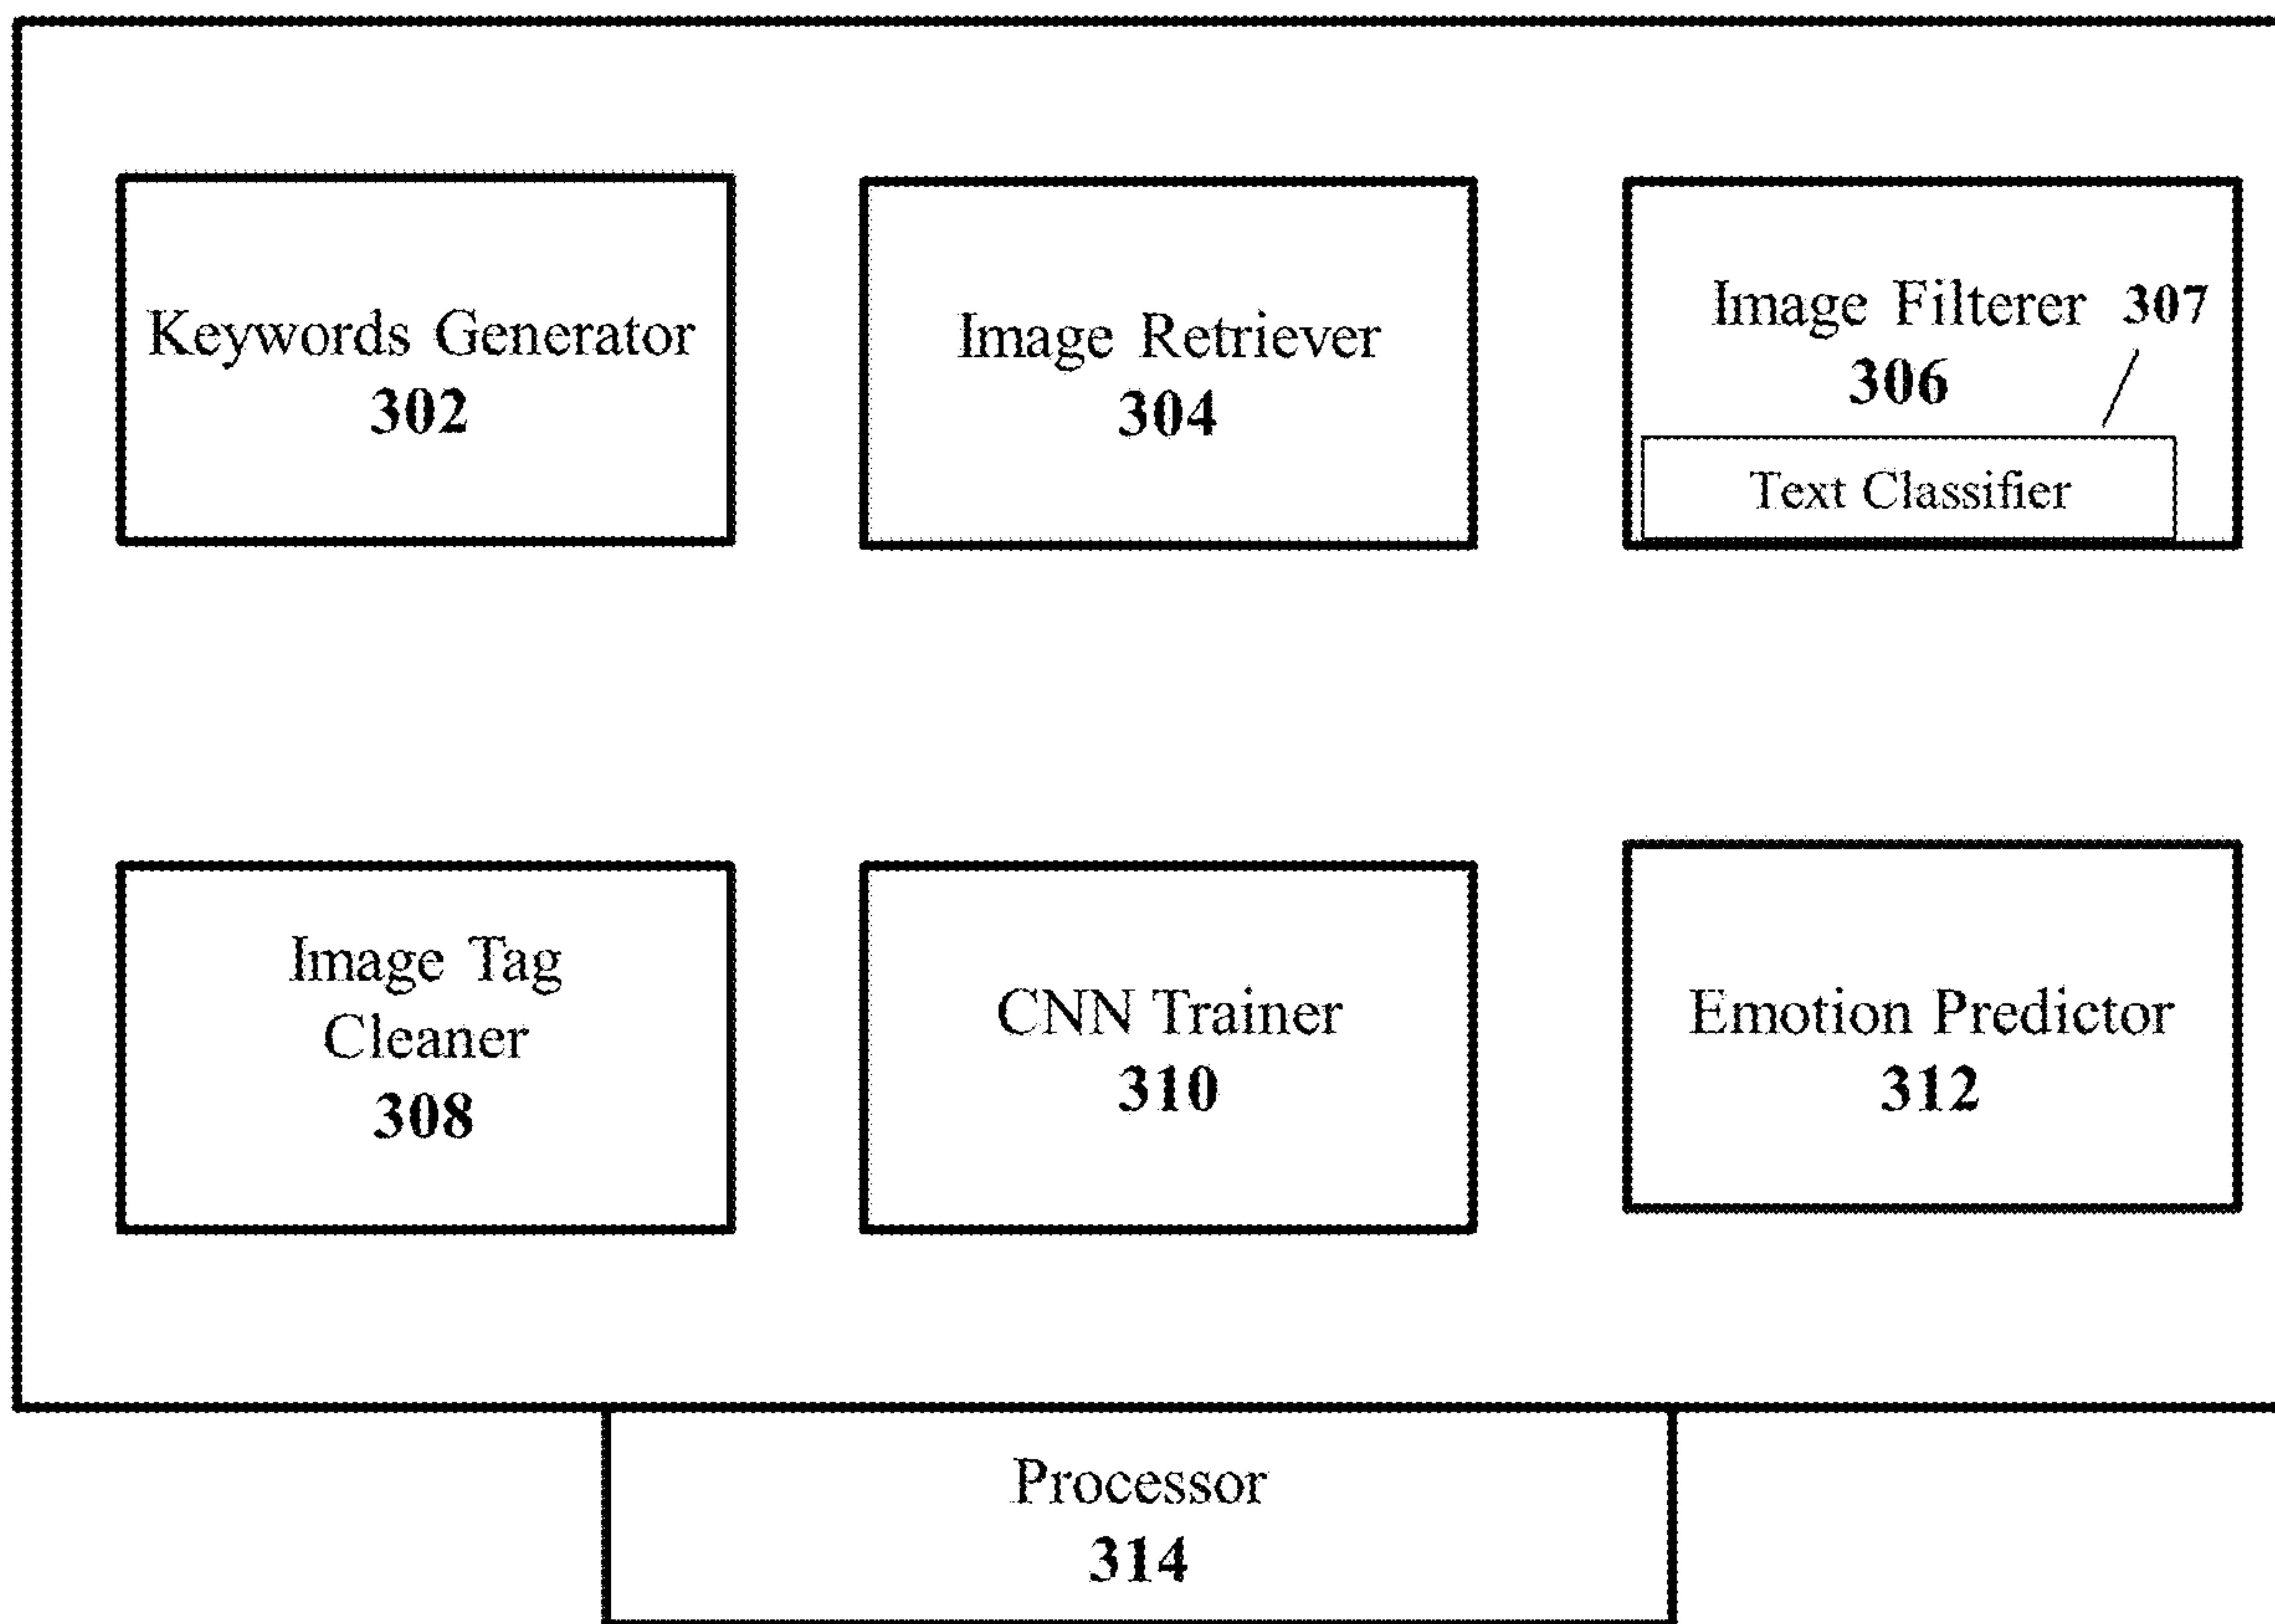 Keywords Generator
302
Image Retriever
304
Image Filterer 307
306
Text Classifier
Image Tag
Cleaner
308
CNN Trainer
310
Emotion Predictor
312
Processor
314